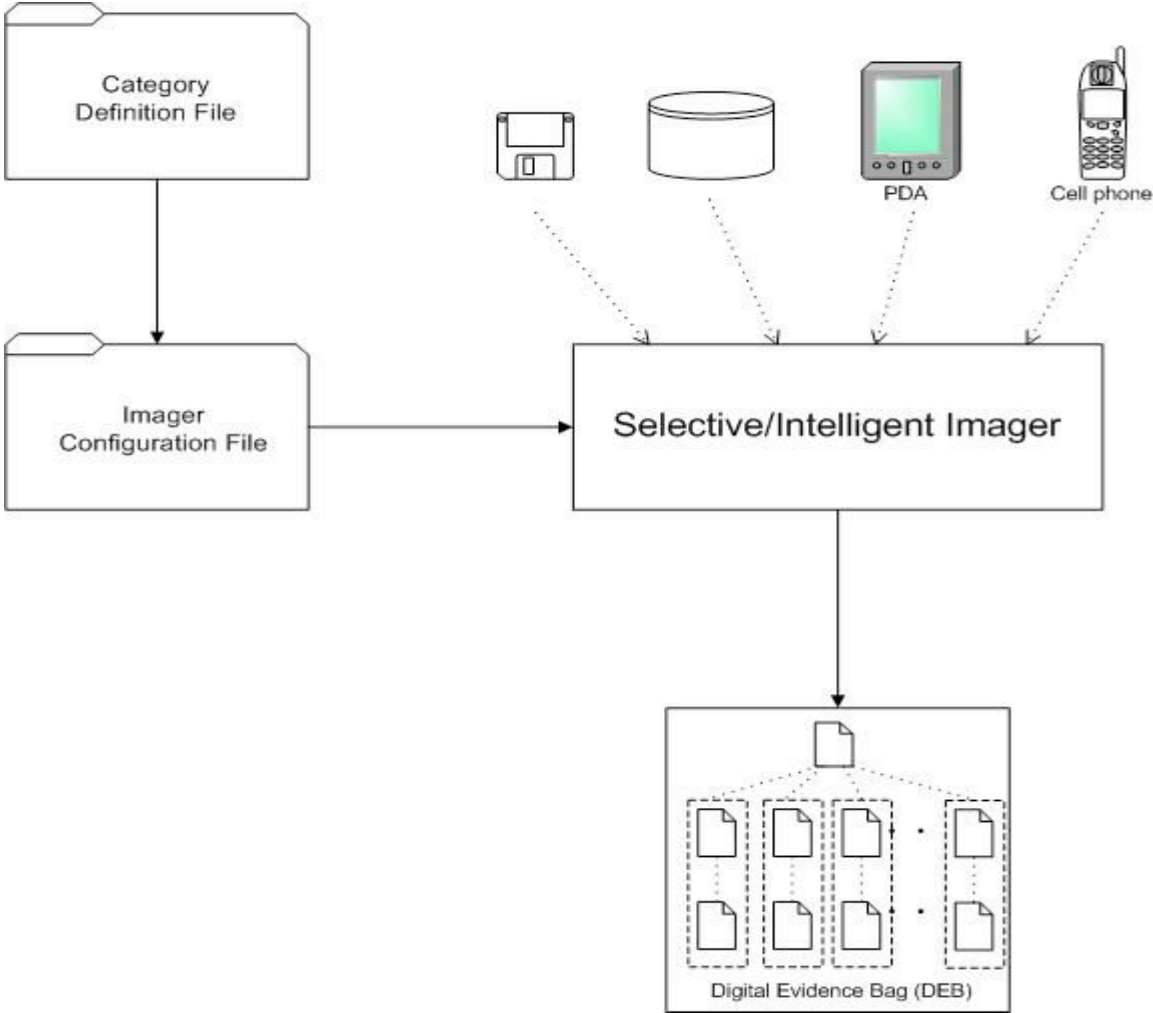 Category
Definition File
PDA
Cell phone
Imager
Configuration File
Selective/Intelligent Imager
Digital Evidence Bag (DEB)